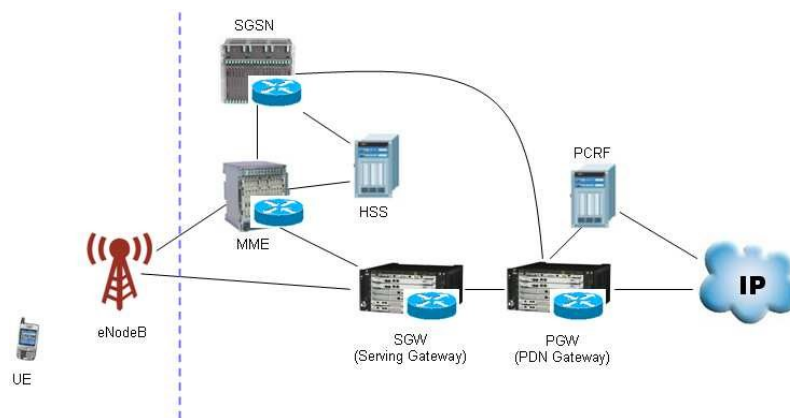 SGSN
PCRF
HSS
MME
IP
eNodeB
SGW
(Serving Gateway)
PGW
(PDN Gateway)
UE